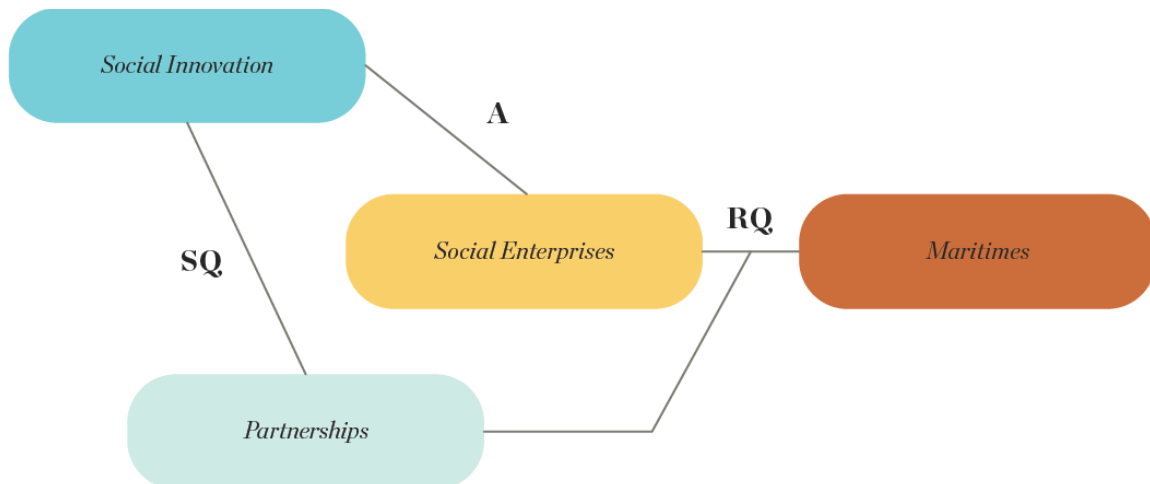 Social Innovation
A
Social Enterprises
RQ
Maritimes
SQ
Partnerships